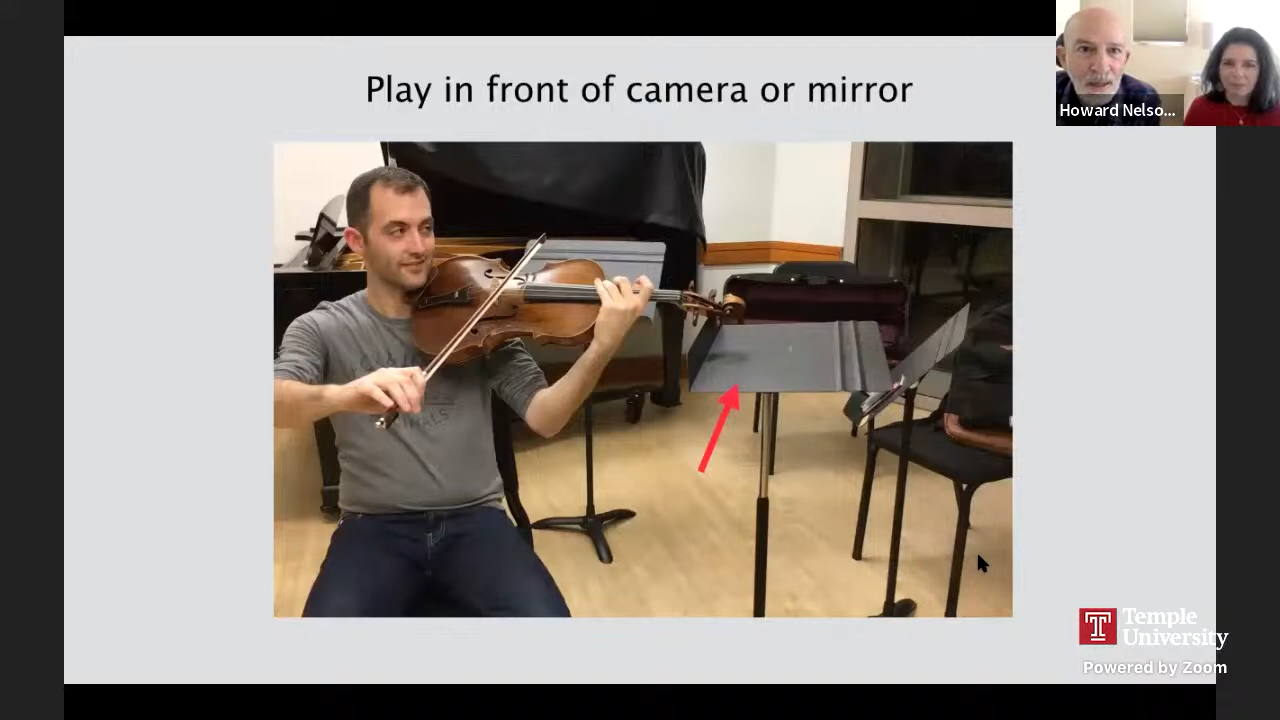 Play in front of camera or mirror
Howard Nelso...
Temple
University
Powered by Zoom